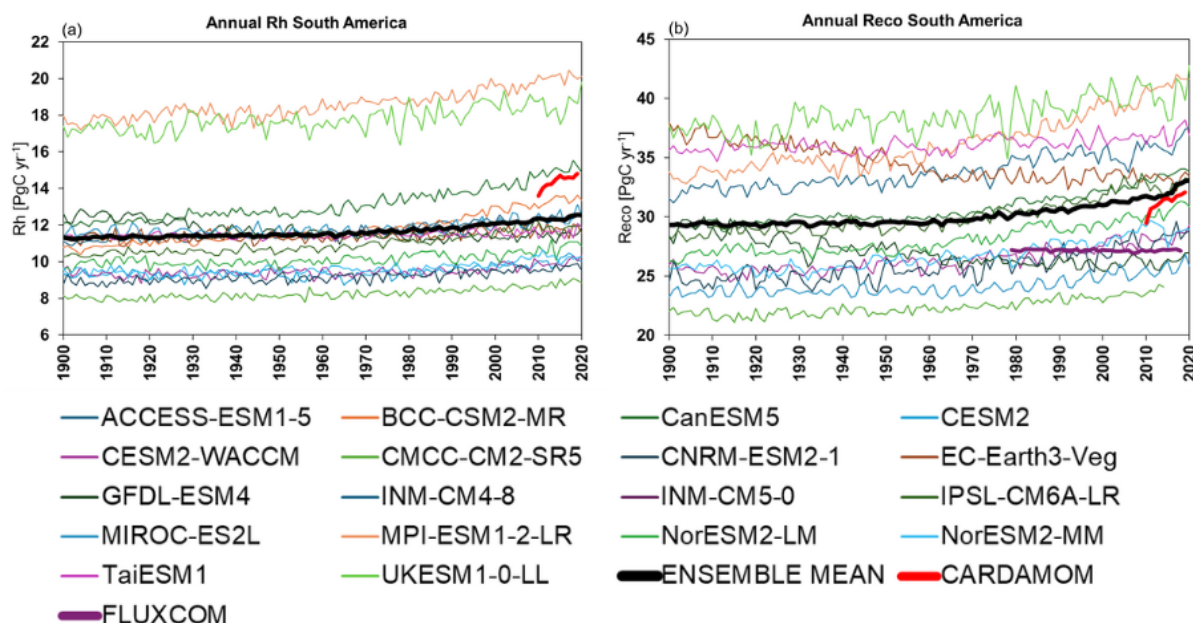 (a) Annual Rh South America
Rh [PgC yr⁻¹]
22
20
18
16
14
12
10
8
6
1900 1910 1920 1930 1940 1950 1960 1970 1980 1990 2000 2010 2020
(b) Annual Reco South America
Reco [PgC yr⁻¹]
45
40
35
30
25
20
1900 1910 1920 1930 1940 1950 1960 1970 1980 1990 2000 2010 2020
ACCESS-ESM1-5 BCC-CSM2-MR CanESM5 CESM2
CESM2-WACCM CMCC-CM2-SR5 CNRM-ESM2-1 EC-Earth3-Veg
GFDL-ESM4 INM-CM4-8 INM-CM5-0 IPSL-CM6A-LR
MIROC-ES2L MPI-ESM1-2-LR NorESM2-LM NorESM2-MM
TaiESM1 UKESM1-0-LL ENSEMBLE MEAN CARDAMOM
FLUXCOM